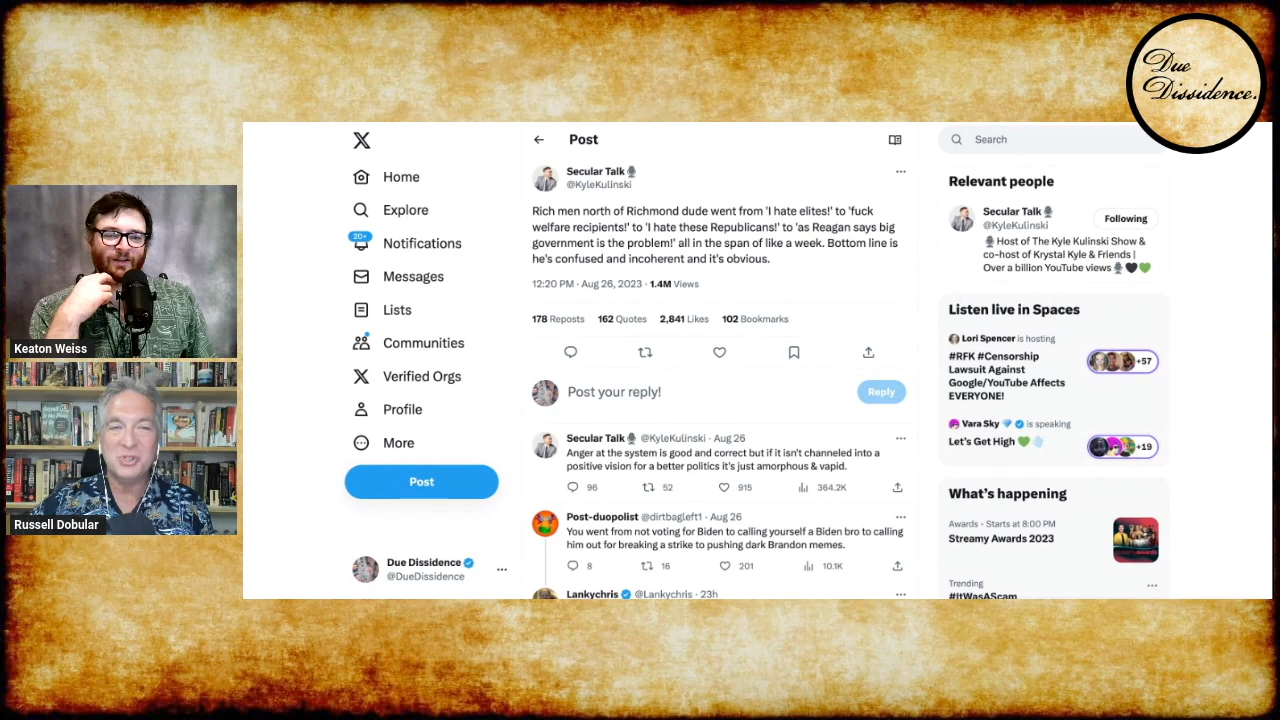 Due
Dissidence.
Post
Search
Secular Talk
@KyleKulinski
Rich men north of Richmond dude went from 'I hate elites!' to 'fuck
welfare recipients!' to 'I hate these Republicans!' to 'as Reagan says big
government is the problem!' all in the span of like a week. Bottom line is
he's confused and incoherent and it's obvious.
12:20 PM · Aug 26, 2023 · 1.4M Views
178 Reposts 162 Quotes 2,841 Likes 102 Bookmarks
Post your reply!
Reply
Secular Talk @KyleKulinski · Aug 26
Anger at the system is good and correct but if it isn't channeled into a
positive vision for a better politics it's just amorphous & vapid.
96 52 915 364.2K
Post-duopolist @dirtbagleft1 · Aug 26
You went from not voting for Biden to calling yourself a Biden bro to calling
him out for breaking a strike to pushing dark Brandon memes.
8 16 201 10.1K
Lankychris @Lankychris · 23h
Home
Explore
20+
Notifications
Messages
Lists
Communities
Verified Orgs
Profile
More
Post
Due Dissidence
@DueDissidence
Relevant people
Secular Talk
@KyleKulinski
Following
Host of The Kyle Kulinski Show &
co-host of Krystal Kyle & Friends |
Over a billion YouTube views
Listen live in Spaces
Lori Spencer is hosting
#RFK #Censorship
Lawsuit Against
Google/YouTube Affects
EVERYONE!
+57
Vara Sky is speaking
Let's Get High
+19
What's happening
Awards · Starts at 8:00 PM
Streamy Awards 2023
Trending
#ItWasAScam
Keaton Weiss
Russell Dobular